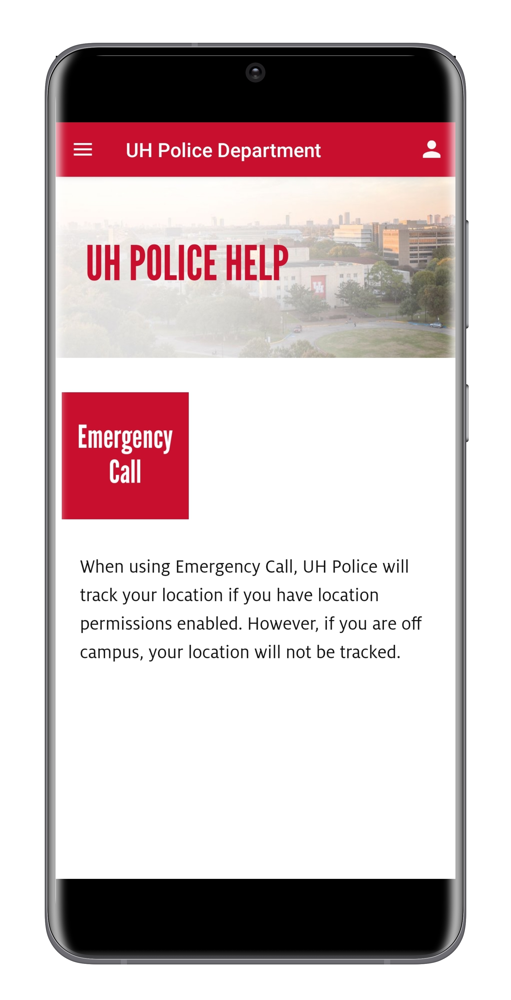 UH Police Department
UH POLICE HELP
UH
Emergency
Call
When using Emergency Call, UH Police will
track your location if you have location
permissions enabled. However, if you are off
campus, your location will not be tracked.